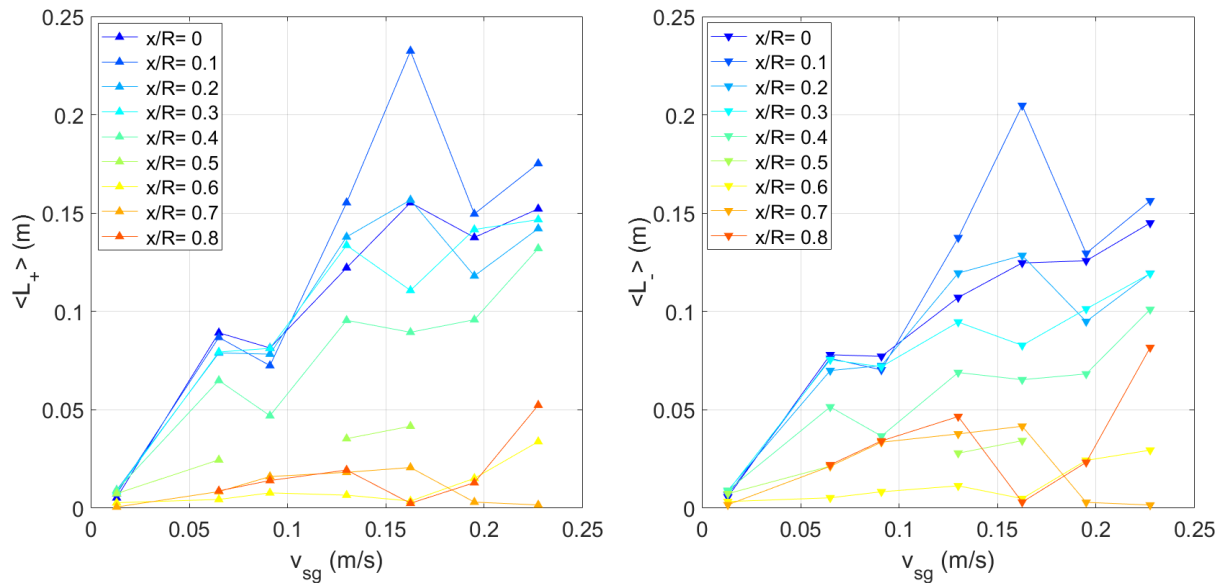 0.25
0.2
0.15
0.1
0.05
0
0 0.05 0.1 0.15 0.2 0.25
<L+> (m)
vsg (m/s)
x/R= 0
x/R= 0.1
x/R= 0.2
x/R= 0.3
x/R= 0.4
x/R= 0.5
x/R= 0.6
x/R= 0.7
x/R= 0.8
0.25
0.2
0.15
0.1
0.05
0
0 0.05 0.1 0.15 0.2 0.25
<L-> (m)
vsg (m/s)
x/R= 0
x/R= 0.1
x/R= 0.2
x/R= 0.3
x/R= 0.4
x/R= 0.5
x/R= 0.6
x/R= 0.7
x/R= 0.8